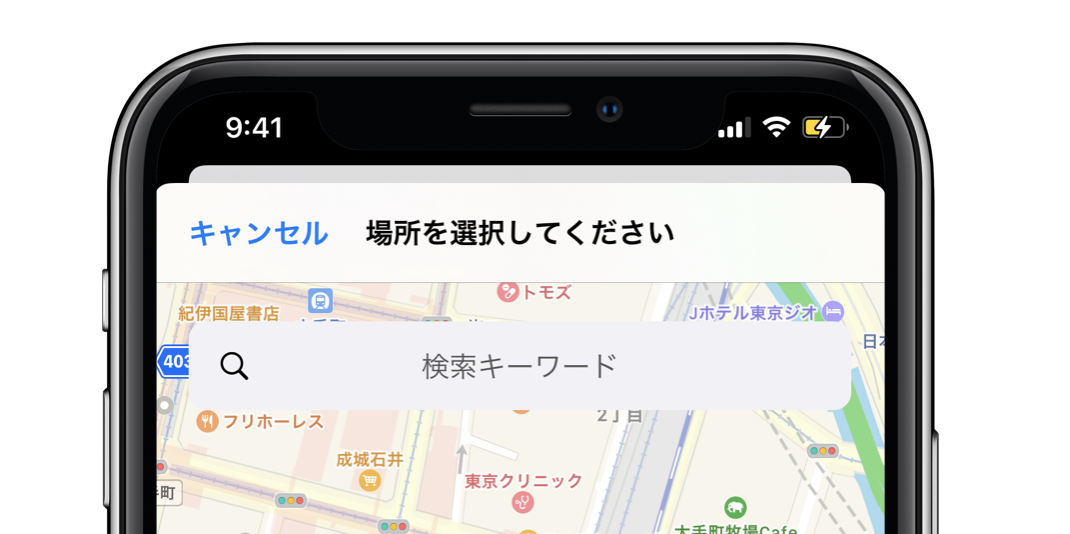 9:41
キャンセル 場所を選択してください
トモズ
紀伊國屋書店
Jホテル東京ジオ
日本
403
検索キーワード
2丁目
フリホーレス
成城石井
東京クリニック
手町
大手町牧場Cafe